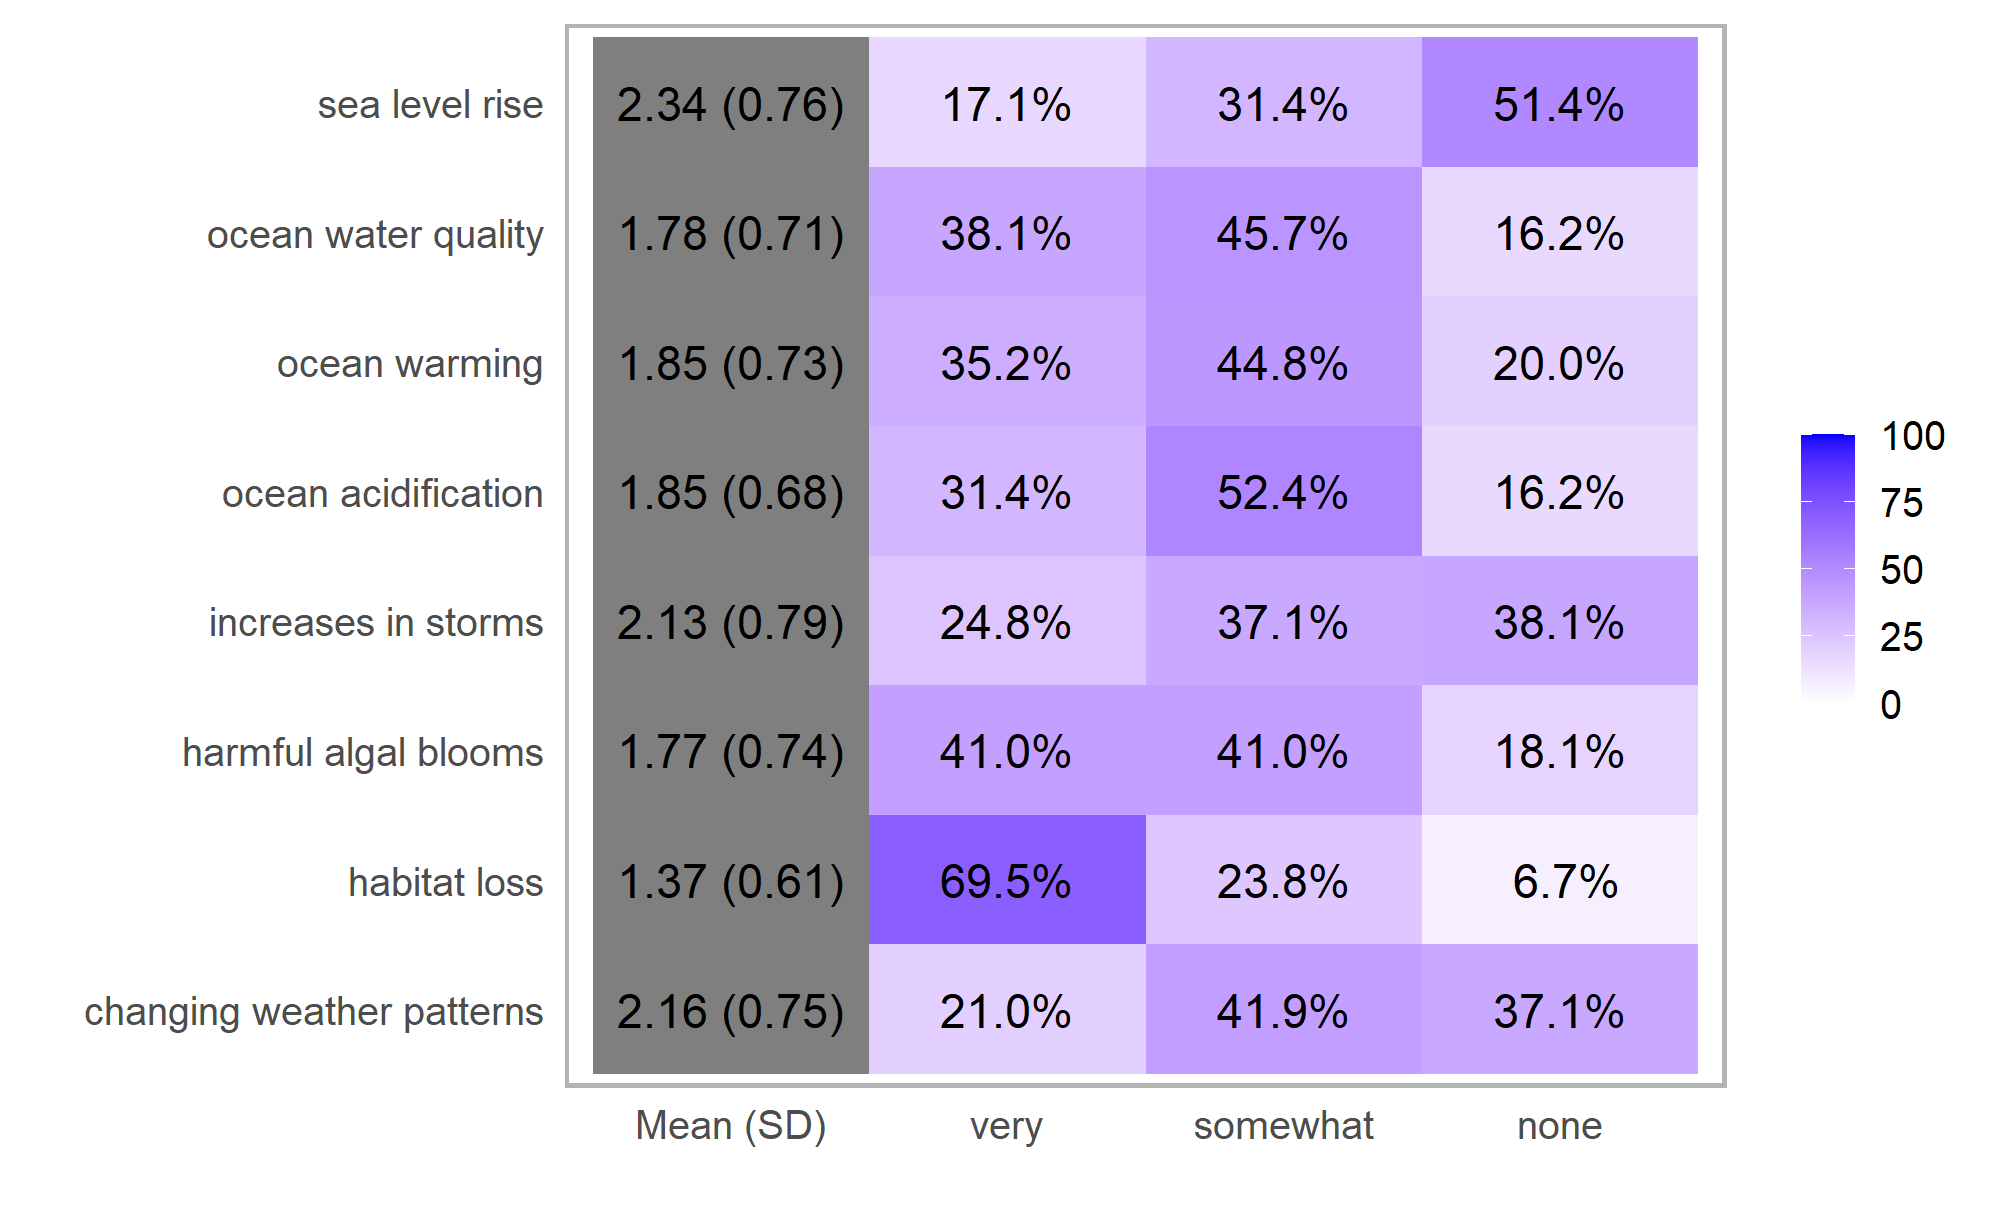 sea level rise 2.34 (0.76) 17.1% 31.4% 51.4%
ocean water quality 1.78 (0.71) 38.1% 45.7% 16.2%
ocean warming 1.85 (0.73) 35.2% 44.8% 20.0%
ocean acidification 1.85 (0.68) 31.4% 52.4% 16.2%
increases in storms 2.13 (0.79) 24.8% 37.1% 38.1%
harmful algal blooms 1.77 (0.74) 41.0% 41.0% 18.1%
habitat loss 1.37 (0.61) 69.5% 23.8% 6.7%
changing weather patterns 2.16 (0.75) 21.0% 41.9% 37.1%
Mean (SD) very somewhat none
100
75
50
25
0